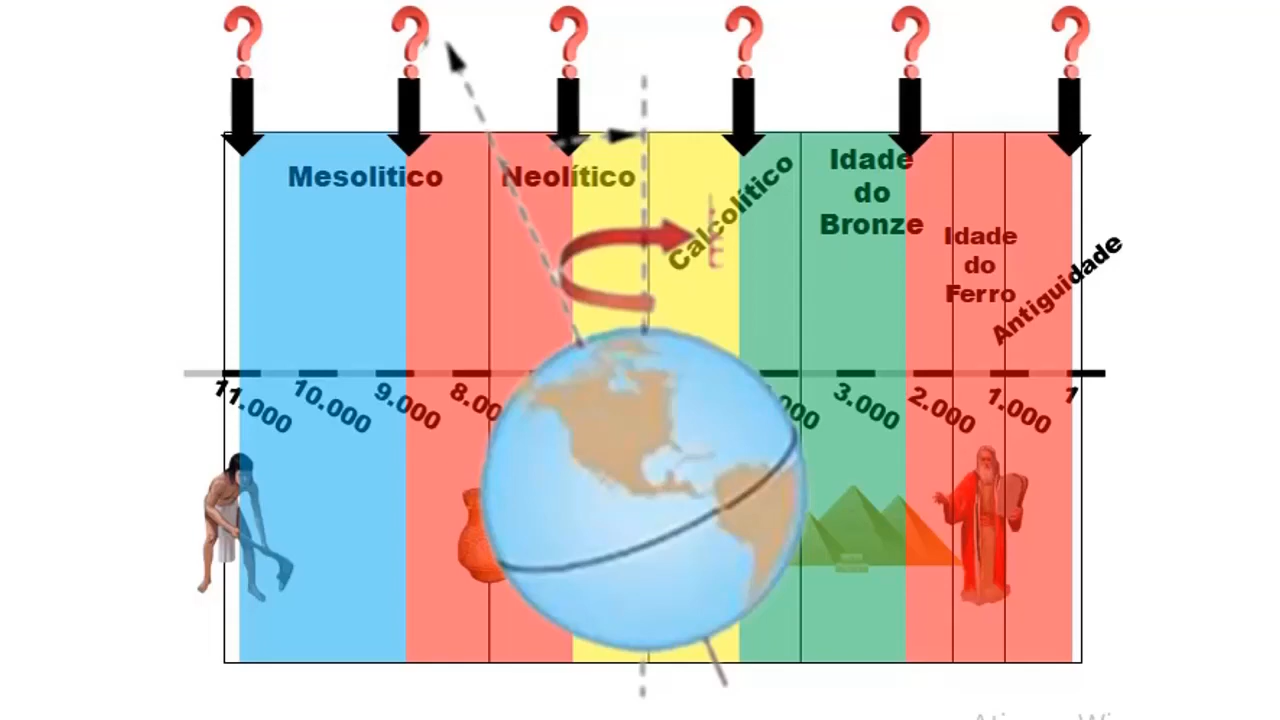 ? ? ? ? ? ?
Mesolitico
Neolítico
Calcolítico
Idade
do
Bronze
Idade
do
Ferro
Antiguidade
11.000
10.000
9.000
3.000
2.000
1.000
1